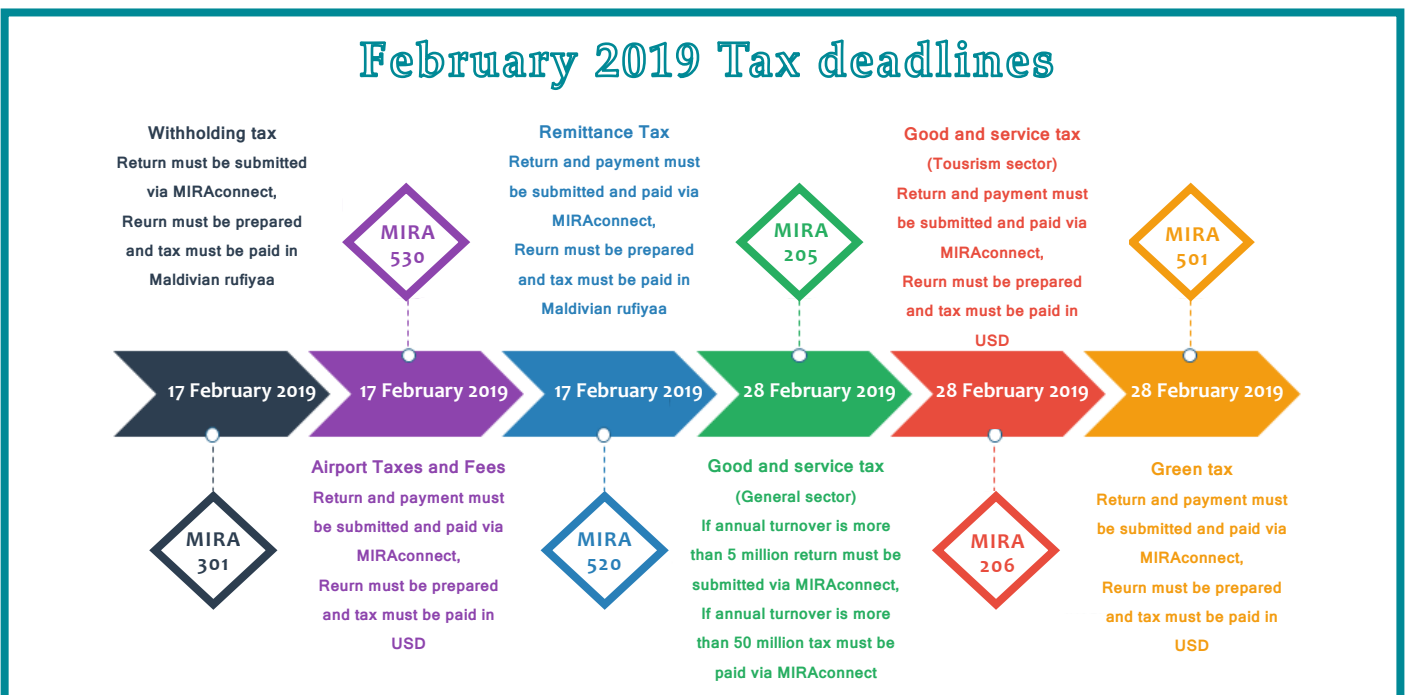 February 2019 Tax deadlines
Withholding tax
Return must be submitted
via MIRAconnect,
Reurn must be prepared
and tax must be paid in
Maldivian rufiyaa
MIRA
530
Remittance Tax
Return and payment must
be submitted and paid via
MIRAconnect,
Reurn must be prepared
and tax must be paid in
Maldivian rufiyaa
MIRA
205
Good and service tax
(Tousrism sector)
Return and payment must
be submitted and paid via
MIRAconnect,
Reurn must be prepared
and tax must be paid in
USD
MIRA
501
17 February 2019
17 February 2019
17 February 2019
28 February 2019
28 February 2019
28 February 2019
MIRA
301
Airport Taxes and Fees
Return and payment must
be submitted and paid via
MIRAconnect,
Reurn must be prepared
and tax must be paid in
USD
MIRA
520
Good and service tax
(General sector)
If annual turnover is more
than 5 million return must be
submitted via MIRAconnect,
If annual turnover is more
than 50 million tax must be
paid via MIRAconnect
MIRA
206
Green tax
Return and payment must
be submitted and paid via
MIRAconnect,
Reurn must be prepared
and tax must be paid in
USD